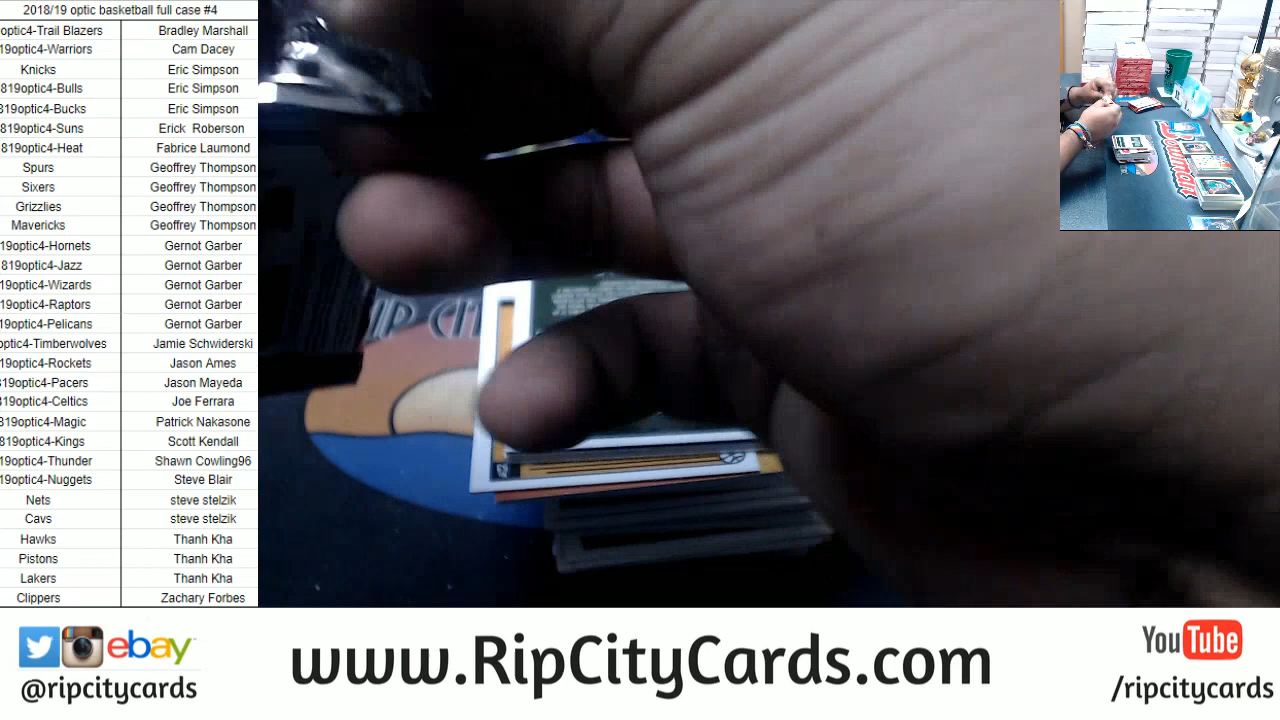 2018/19 optic basketball full case #4
optic4-Trail Blazers Bradley Marshall
19optic4-Warriors Cam Dacey
Knicks Eric Simpson
819optic4-Bulls Eric Simpson
819optic4-Bucks Eric Simpson
819optic4-Suns Erick Roberson
819optic4-Heat Fabrice Laumond
Spurs Geoffrey Thompson
Sixers Geoffrey Thompson
Grizzlies Geoffrey Thompson
Mavericks Geoffrey Thompson
19optic4-Hornets Gernot Garber
819optic4-Jazz Gernot Garber
19optic4-Wizards Gernot Garber
19optic4-Raptors Gernot Garber
19optic4-Pelicans Gernot Garber
optic4-Timberwolves Jamie Schwiderski
19optic4-Rockets Jason Ames
819optic4-Pacers Jason Mayeda
819optic4-Celtics Joe Ferrara
819optic4-Magic Patrick Nakasone
819optic4-Kings Scott Kendall
19optic4-Thunder Shawn Cowling96
19optic4-Nuggets Steve Blair
Nets steve stelzik
Cavs steve stelzik
Hawks Thanh Kha
Pistons Thanh Kha
Lakers Thanh Kha
Clippers Zachary Forbes
IP CIT
Dominian
ebay
@ripcitycards
www.RipCityCards.com
YouTube
/ripcitycards